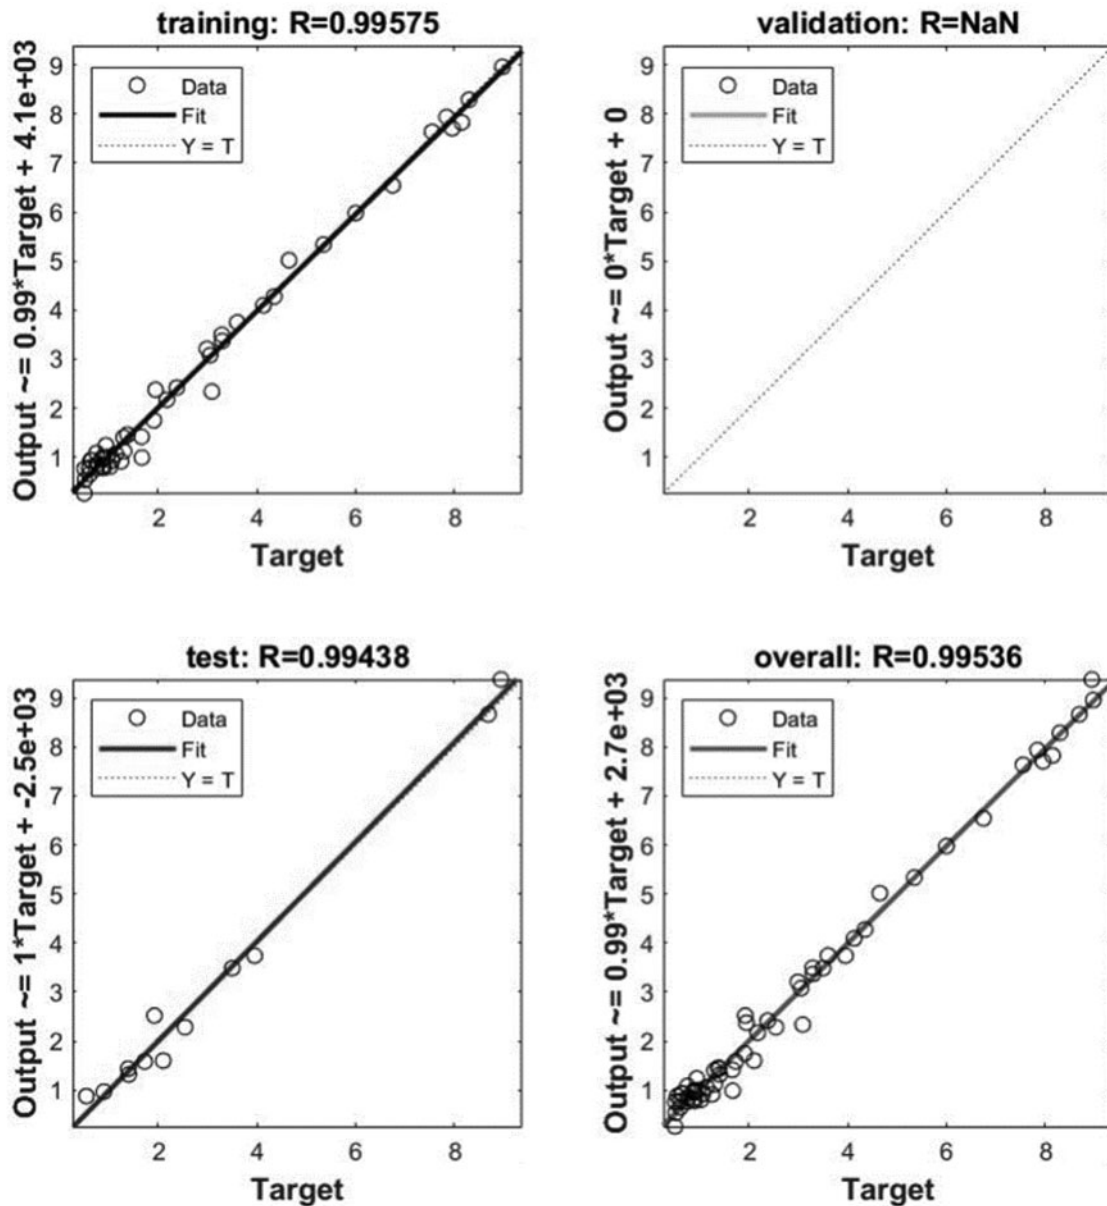 training: R=0.99575
Output ~= 0.99*Target + 4.1e+03
9
8
7
6
5
4
3
2
1
Data
Fit
Y = T
2 4 6 8
Target
validation: R=NaN
Output ~= 0*Target + 0
9
8
7
6
5
4
3
2
1
Data
Fit
Y = T
2 4 6 8
Target
test: R=0.99438
Output ~= 1*Target + -2.5e+03
9
8
7
6
5
4
3
2
1
Data
Fit
Y = T
2 4 6 8
Target
overall: R=0.99536
Output ~= 0.99*Target + 2.7e+03
9
8
7
6
5
4
3
2
1
Data
Fit
Y = T
2 4 6 8
Target